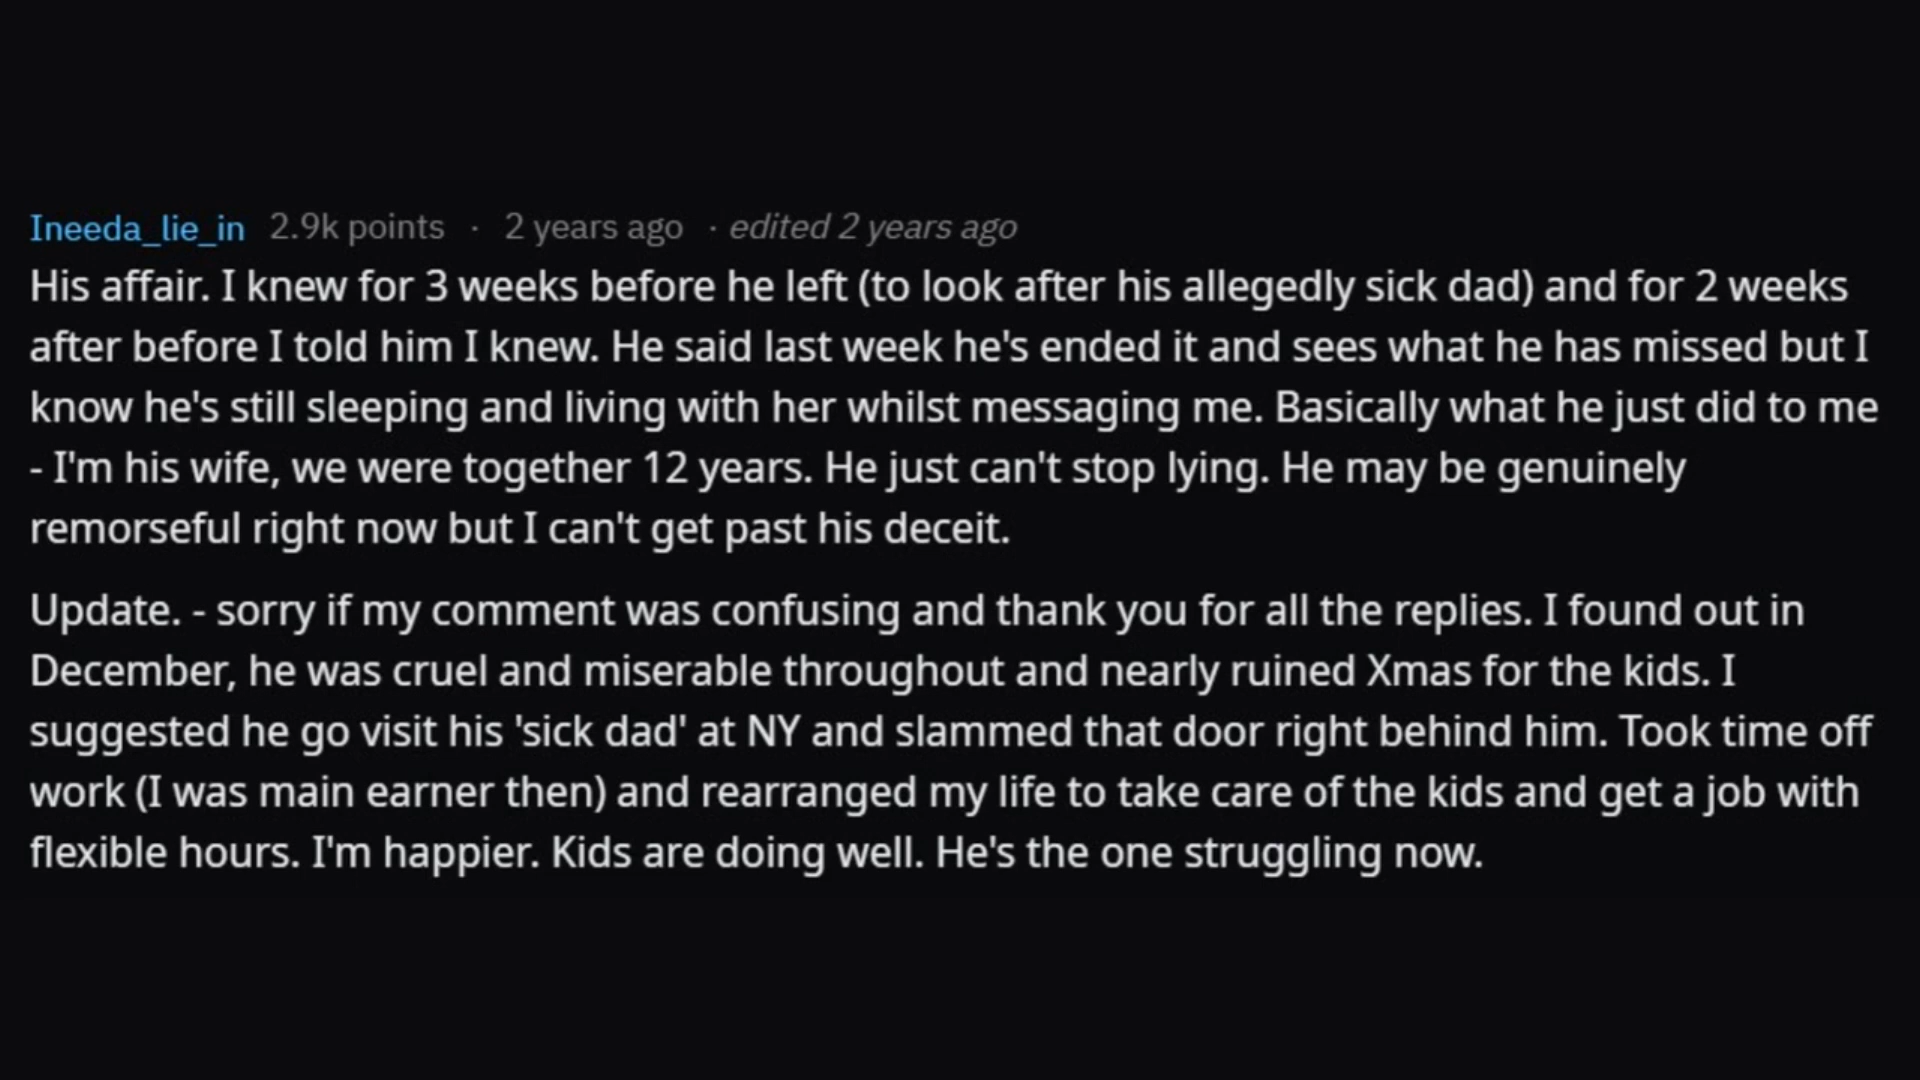 Ineeda_lie_in 2.9k points · 2 years ago · edited 2 years ago
His affair. I knew for 3 weeks before he left (to look after his allegedly sick dad) and for 2 weeks
after before I told him I knew. He said last week he's ended it and sees what he has missed but I
know he's still sleeping and living with her whilst messaging me. Basically what he just did to me
- I'm his wife, we were together 12 years. He just can't stop lying. He may be genuinely
remorseful right now but I can't get past his deceit.
Update. - sorry if my comment was confusing and thank you for all the replies. I found out in
December, he was cruel and miserable throughout and nearly ruined Xmas for the kids. I
suggested he go visit his 'sick dad' at NY and slammed that door right behind him. Took time off
work (I was main earner then) and rearranged my life to take care of the kids and get a job with
flexible hours. I'm happier. Kids are doing well. He's the one struggling now.